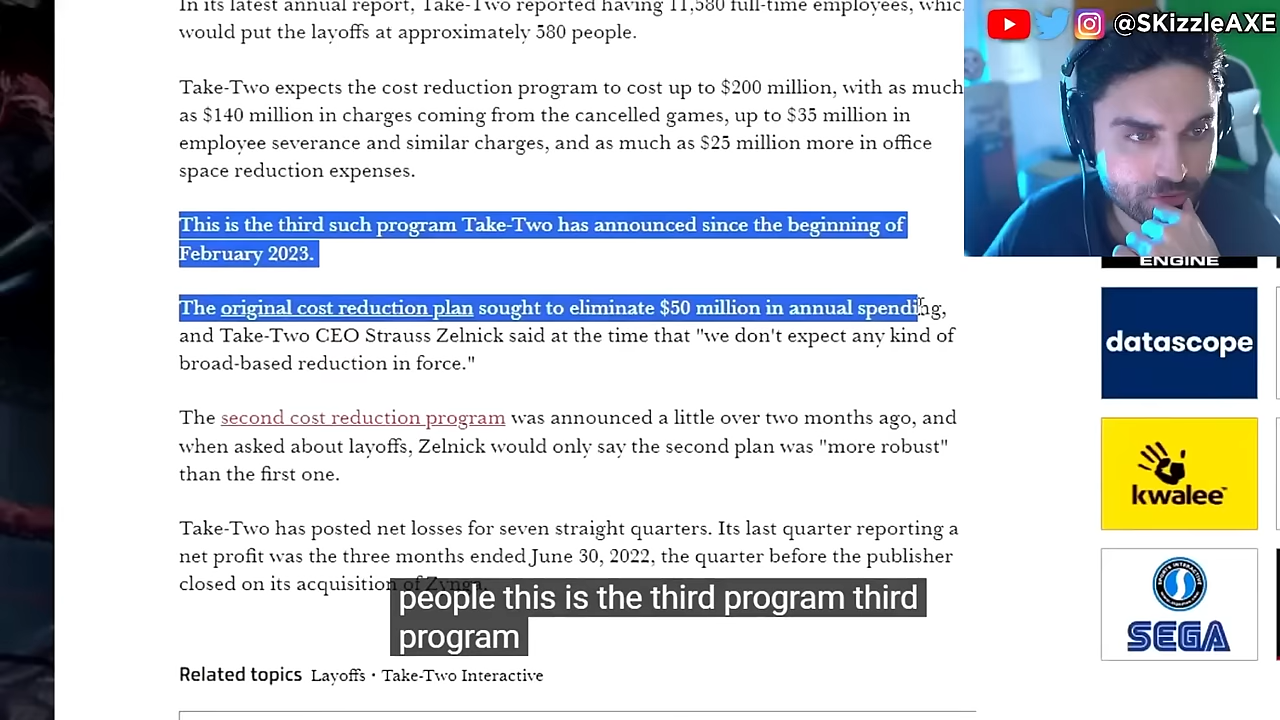 In its latest annual report, Take-Two reported having 11,580 full-time employees, which
would put the layoffs at approximately 580 people.
@SKizzleAXE
Take-Two expects the cost reduction program to cost up to $200 million, with as much
as $140 million in charges coming from the cancelled games, up to $35 million in
employee severance and similar charges, and as much as $25 million more in office
space reduction expenses.
This is the third such program Take-Two has announced since the beginning of
February 2023.
The original cost reduction plan sought to eliminate $50 million in annual spending,
and Take-Two CEO Strauss Zelnick said at the time that "we don't expect any kind of
broad-based reduction in force."
The second cost reduction program was announced a little over two months ago, and
when asked about layoffs, Zelnick would only say the second plan was "more robust"
than the first one.
Take-Two has posted net losses for seven straight quarters. Its last quarter reporting a
net profit was the three months ended June 30, 2022, the quarter before the publisher
closed on its acquisition of Zynga.
people this is the third program third
program
Related topics Layoffs • Take-Two Interactive
ENGINE
datascope
kwalee
SPORTS INTERACTIVE
SEGA